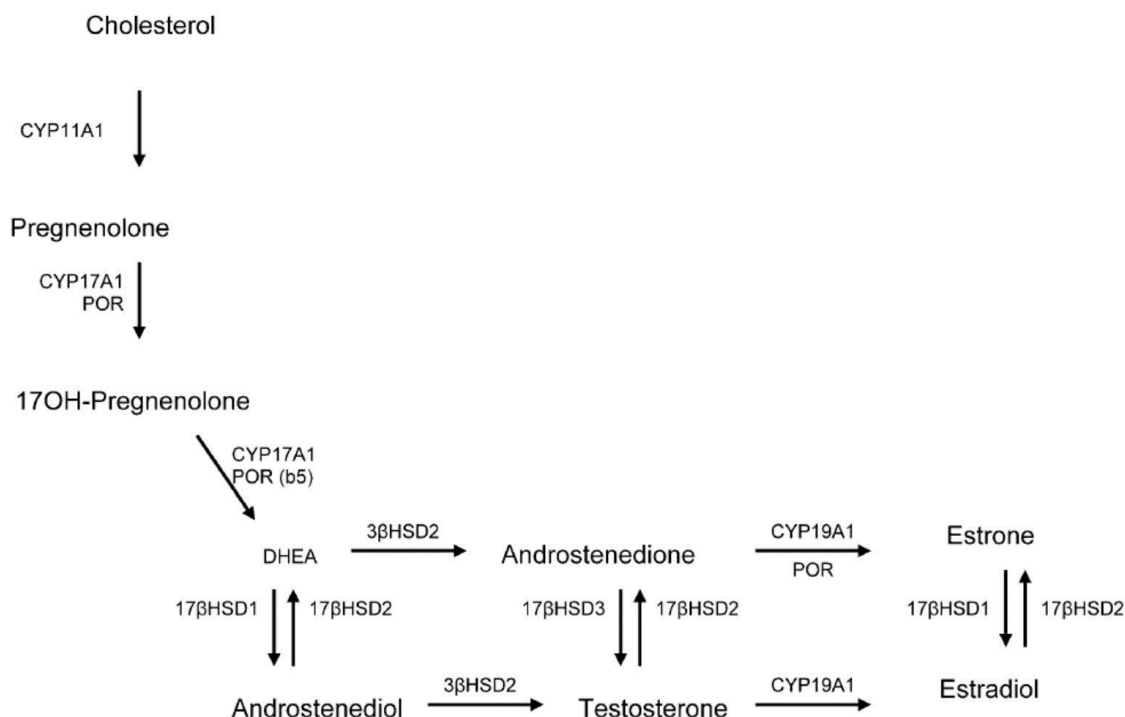 Cholesterol
CYP11A1
Pregnenolone
CYP17A1
POR
17OH-Pregnenolone
CYP17A1
POR (b5)
DHEA
3βHSD2
Androstenedione
CYP19A1
POR
Estrone
17βHSD1
17βHSD2
17βHSD3
17βHSD2
17βHSD1
17βHSD2
Androstenediol
3βHSD2
Testosterone
CYP19A1
Estradiol